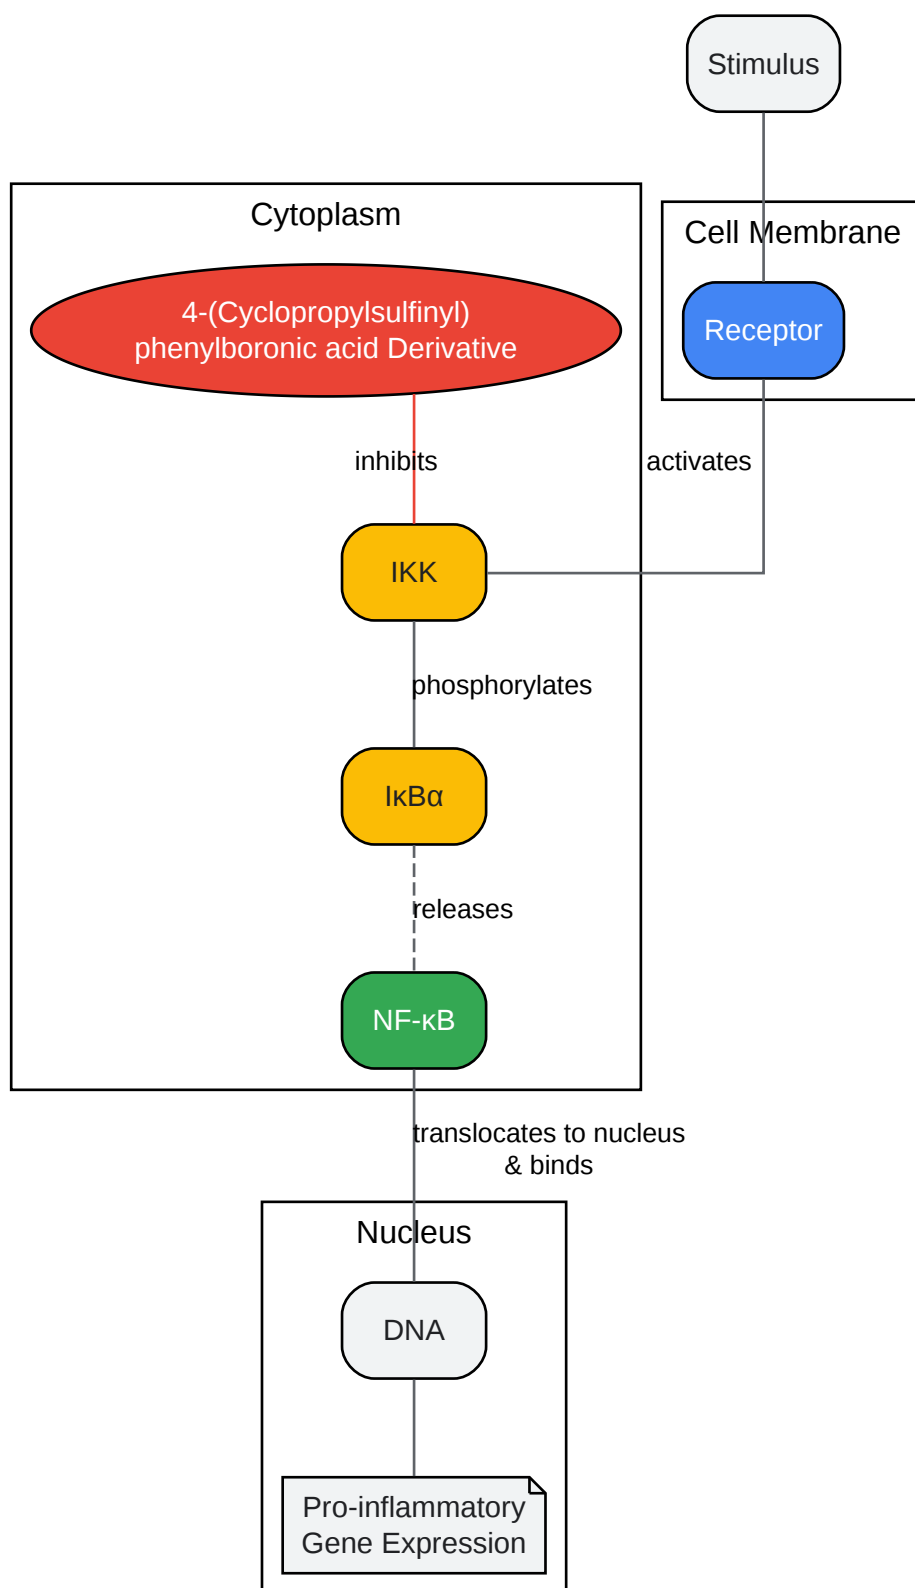 Stimulus
Cytoplasm
Cell Membrane
4-(Cyclopropylsulfinyl)
phenylboronic acid Derivative
Receptor
inhibits
activates
IKK
phosphorylates
IκBα
releases
NF-κB
translocates to nucleus
& binds
Nucleus
DNA
Pro-inflammatory
Gene Expression